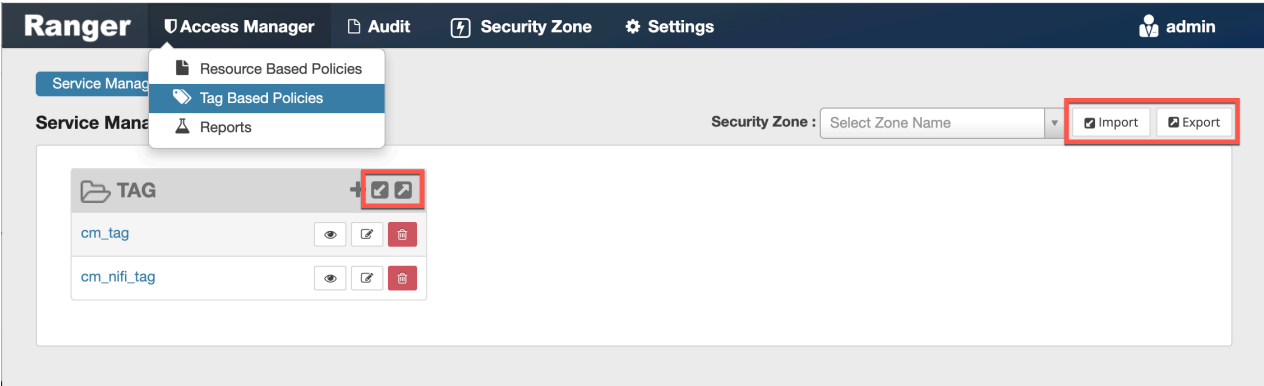 Ranger Access Manager Audit Security Zone Settings admin
Resource Based Policies
Service Manag
Tag Based Policies
Service Mana
Reports
Security Zone : Select Zone Name Import Export
TAG
cm_tag
cm_nifi_tag